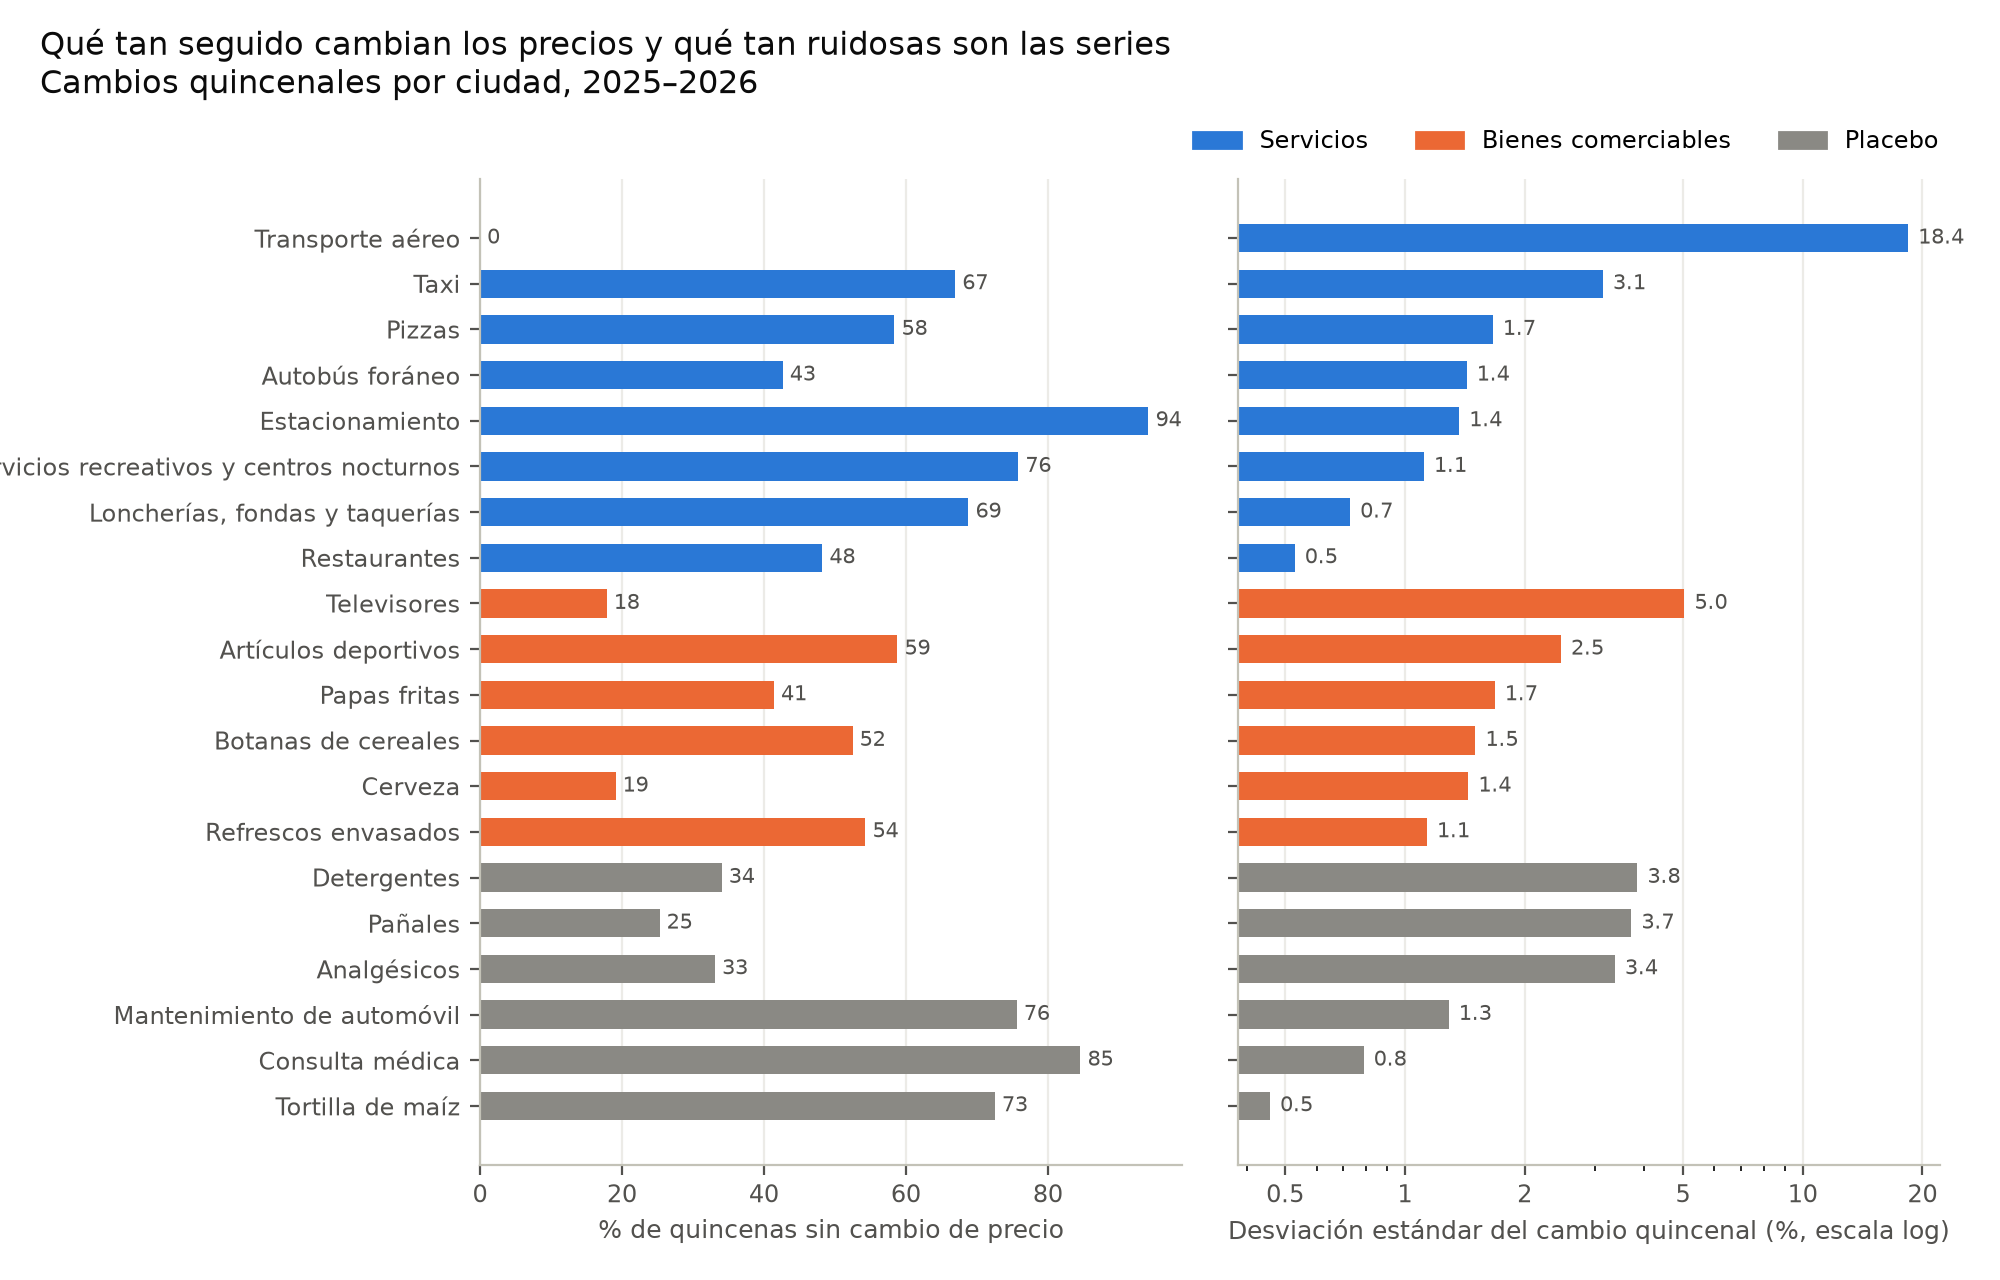 Qué tan seguido cambian los precios y qué tan ruidosas son las series
Cambios quincenales por ciudad, 2025–2026
Servicios Bienes comerciables Placebo
Transporte aéreo 0 18.4
Taxi 67 3.1
Pizzas 58 1.7
Autobús foráneo 43 1.4
Estacionamiento 94 1.4
rvicios recreativos y centros nocturnos 76 1.1
Loncherías, fondas y taquerías 69 0.7
Restaurantes 48 0.5
Televisores 18 5.0
Artículos deportivos 59 2.5
Papas fritas 41 1.7
Botanas de cereales 52 1.5
Cerveza 19 1.4
Refrescos envasados 54 1.1
Detergentes 34 3.8
Pañales 25 3.7
Analgésicos 33 3.4
Mantenimiento de automóvil 76 1.3
Consulta médica 85 0.8
Tortilla de maíz 73 0.5
0 20 40 60 80 0.5 1 2 5 10 20
% de quincenas sin cambio de precio Desviación estándar del cambio quincenal (%, escala log)